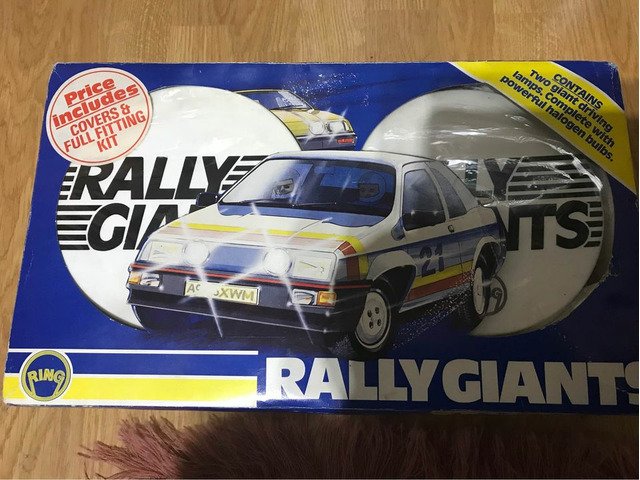 Price
includes
COVERS &
FULL FITTING
KIT
CONTAINS
Two giant driving
lamps. Complete with
powerful halogen bulbs.
RALLY
GIA
LY
NTS
21
XWM
RING
RALLY GIANTS